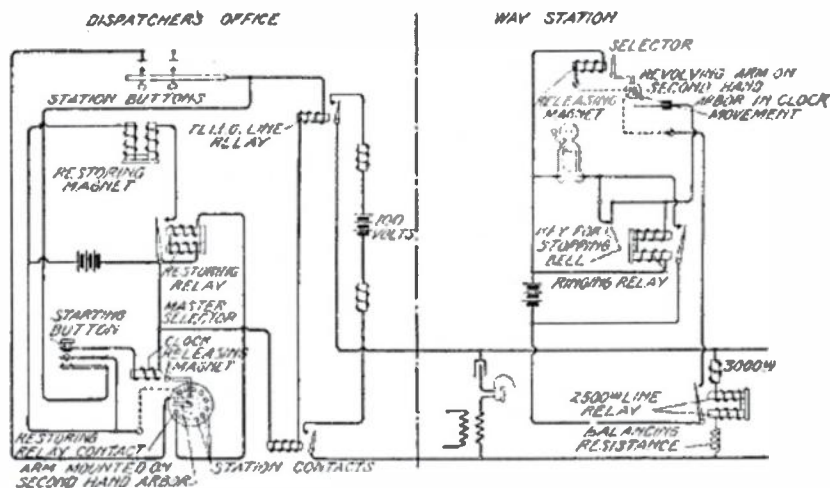 DISPATCHER'S OFFICE
WAY STATION
STATION BUTTONS
LINE
RELAY
RESTORING
MAGNET
100
VOLTS
RESTORING
RELAY
MASTER
SELECTOR
STARTING
BUTTON
CLOCK
RELEASING
MAGNET
RESTORING
RELAY CONTACT
ARM MOUNTED ON
SECOND HAND ARBOR
STATION CONTACTS
SELECTOR
REVOLVING ARM ON
SECOND HAND
ARBOR IN CLOCK
MOVEMENT
RELEASING
MAGNET
KEY FOR
STOPPING
BELL
RINGING RELAY
3000ω
2500ω LINE
RELAY
BALANCING
RESISTANCE